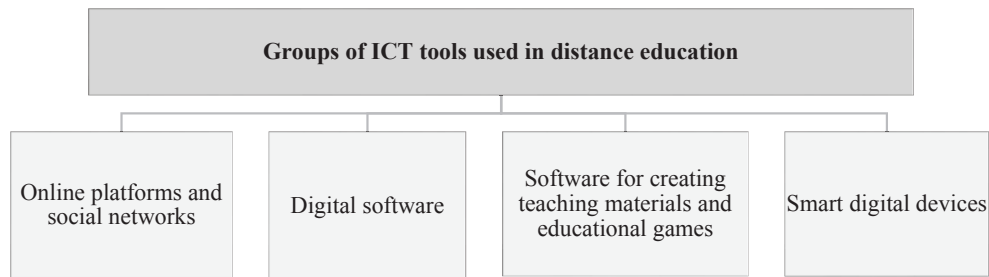 Groups of ICT tools used in distance education
Online platforms and
social networks
Digital software
Software for creating
teaching materials and
educational games
Smart digital devices